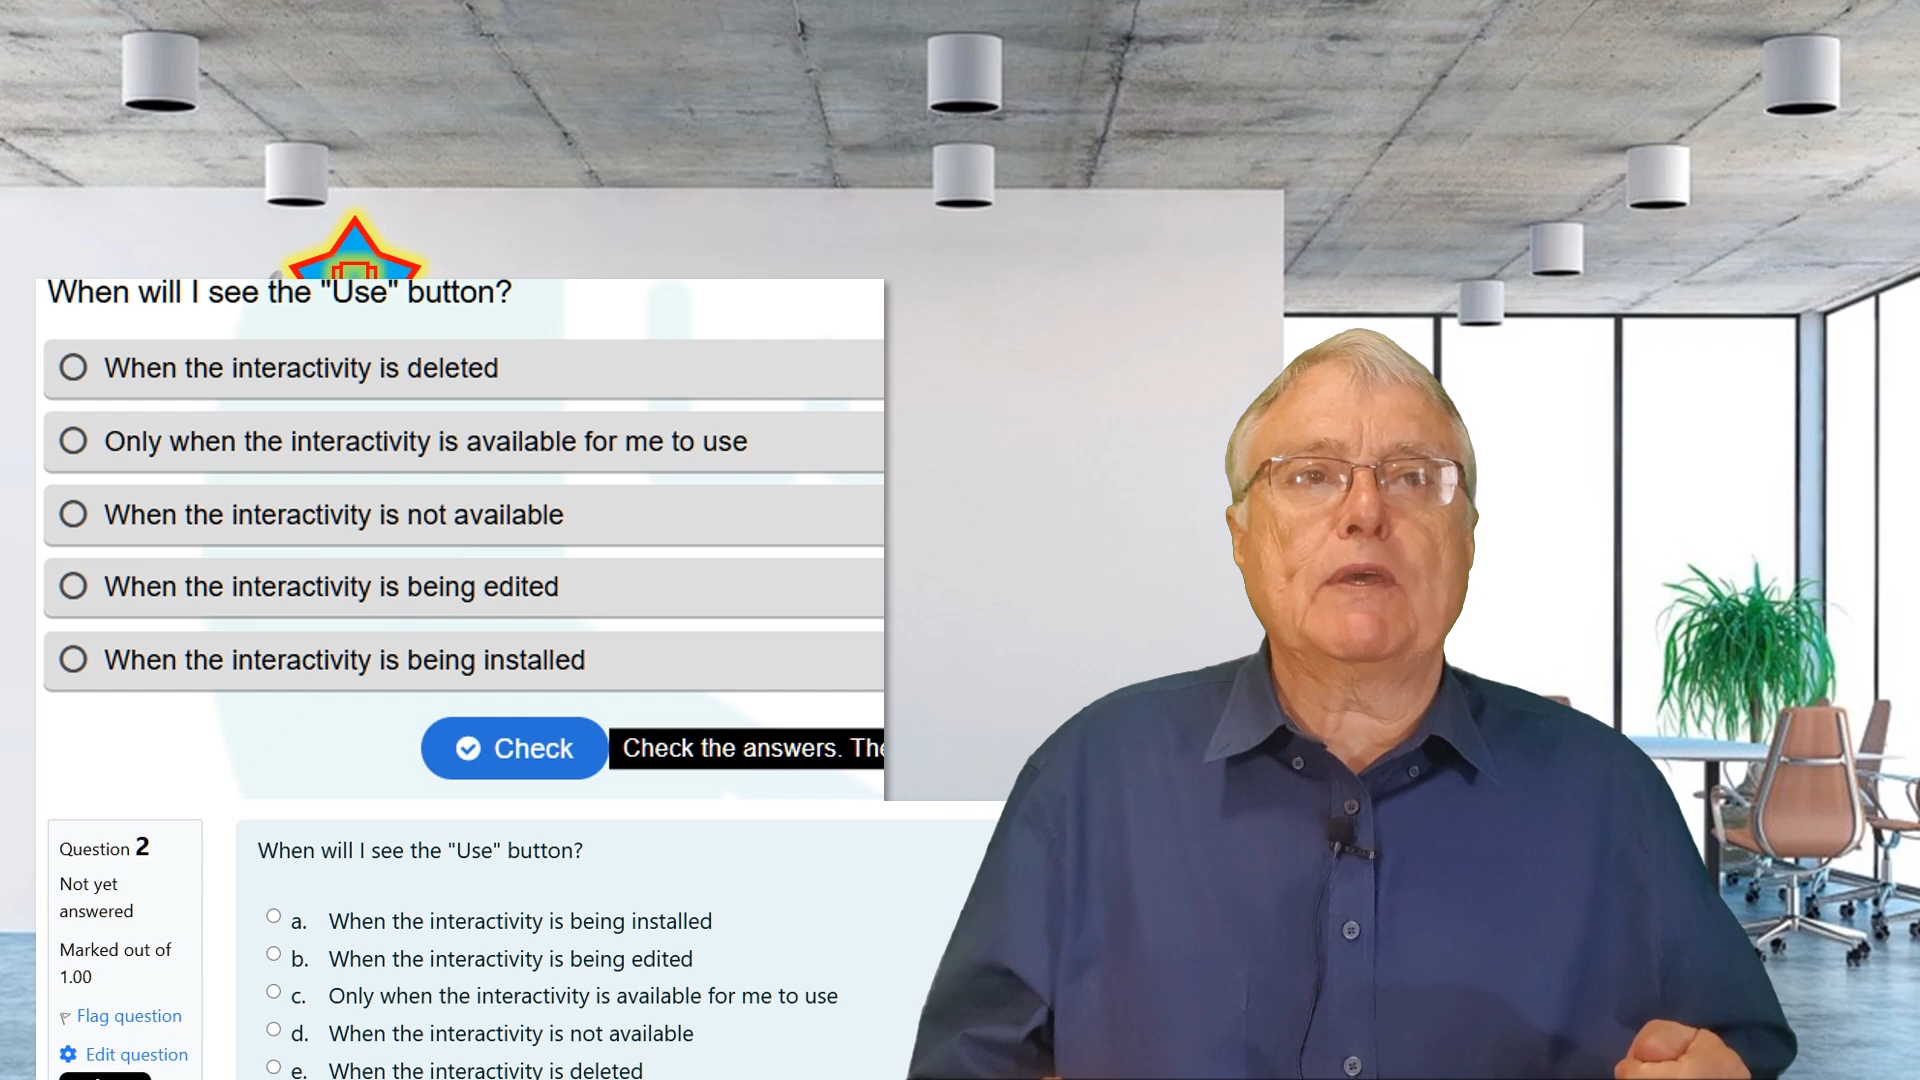 When will I see the "Use" button?
When the interactivity is deleted
Only when the interactivity is available for me to use
When the interactivity is not available
When the interactivity is being edited
When the interactivity is being installed
Check
Check the answers. The
Question 2
Not yet
answered
Marked out of
1.00
Flag question
Edit question
When will I see the "Use" button?
a. When the interactivity is being installed
b. When the interactivity is being edited
c. Only when the interactivity is available for me to use
d. When the interactivity is not available
e. When the interactivity is deleted